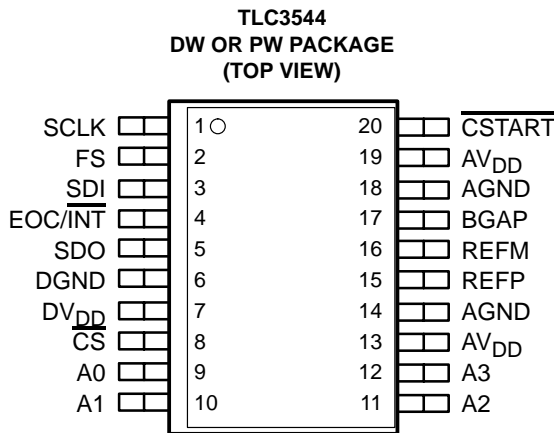 TLC3544
DW OR PW PACKAGE
(TOP VIEW)
SCLK 1 20 CSTART
FS 2 19 AVDD
SDI 3 18 AGND
EOC/INT 4 17 BGAP
SDO 5 16 REFM
DGND 6 15 REFP
DVDD 7 14 AGND
CS 8 13 AVDD
A0 9 12 A3
A1 10 11 A2